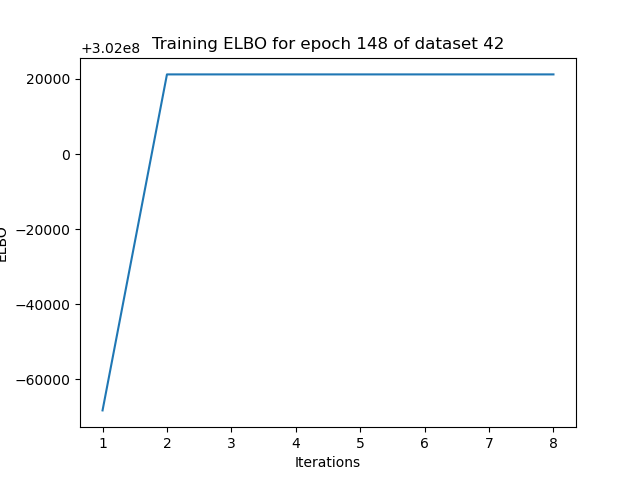 Training ELBO for epoch 148 of dataset 42
+3.02e8
20000
0
−20000
−40000
−60000
ELBO
1 2 3 4 5 6 7 8
Iterations